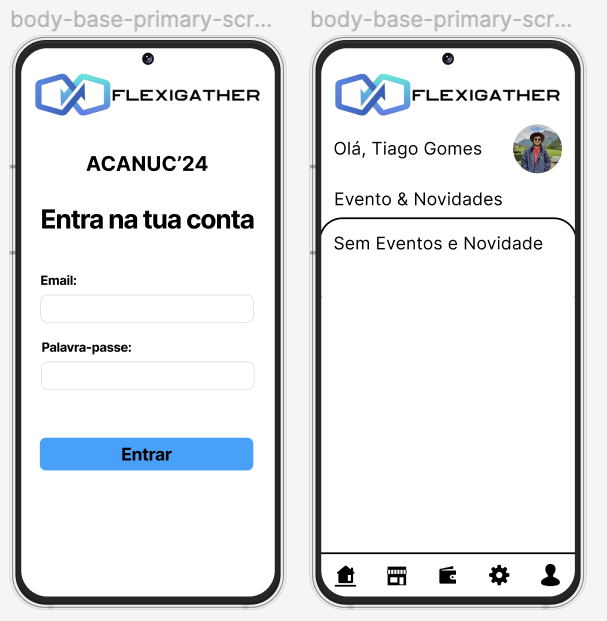 body-base-primary-scr...
FLEXIGATHER
ACANUC’24
Entra na tua conta
Email:
Palavra-passe:
Entrar
body-base-primary-scr...
FLEXIGATHER
Olá, Tiago Gomes
Evento & Novidades
Sem Eventos e Novidade